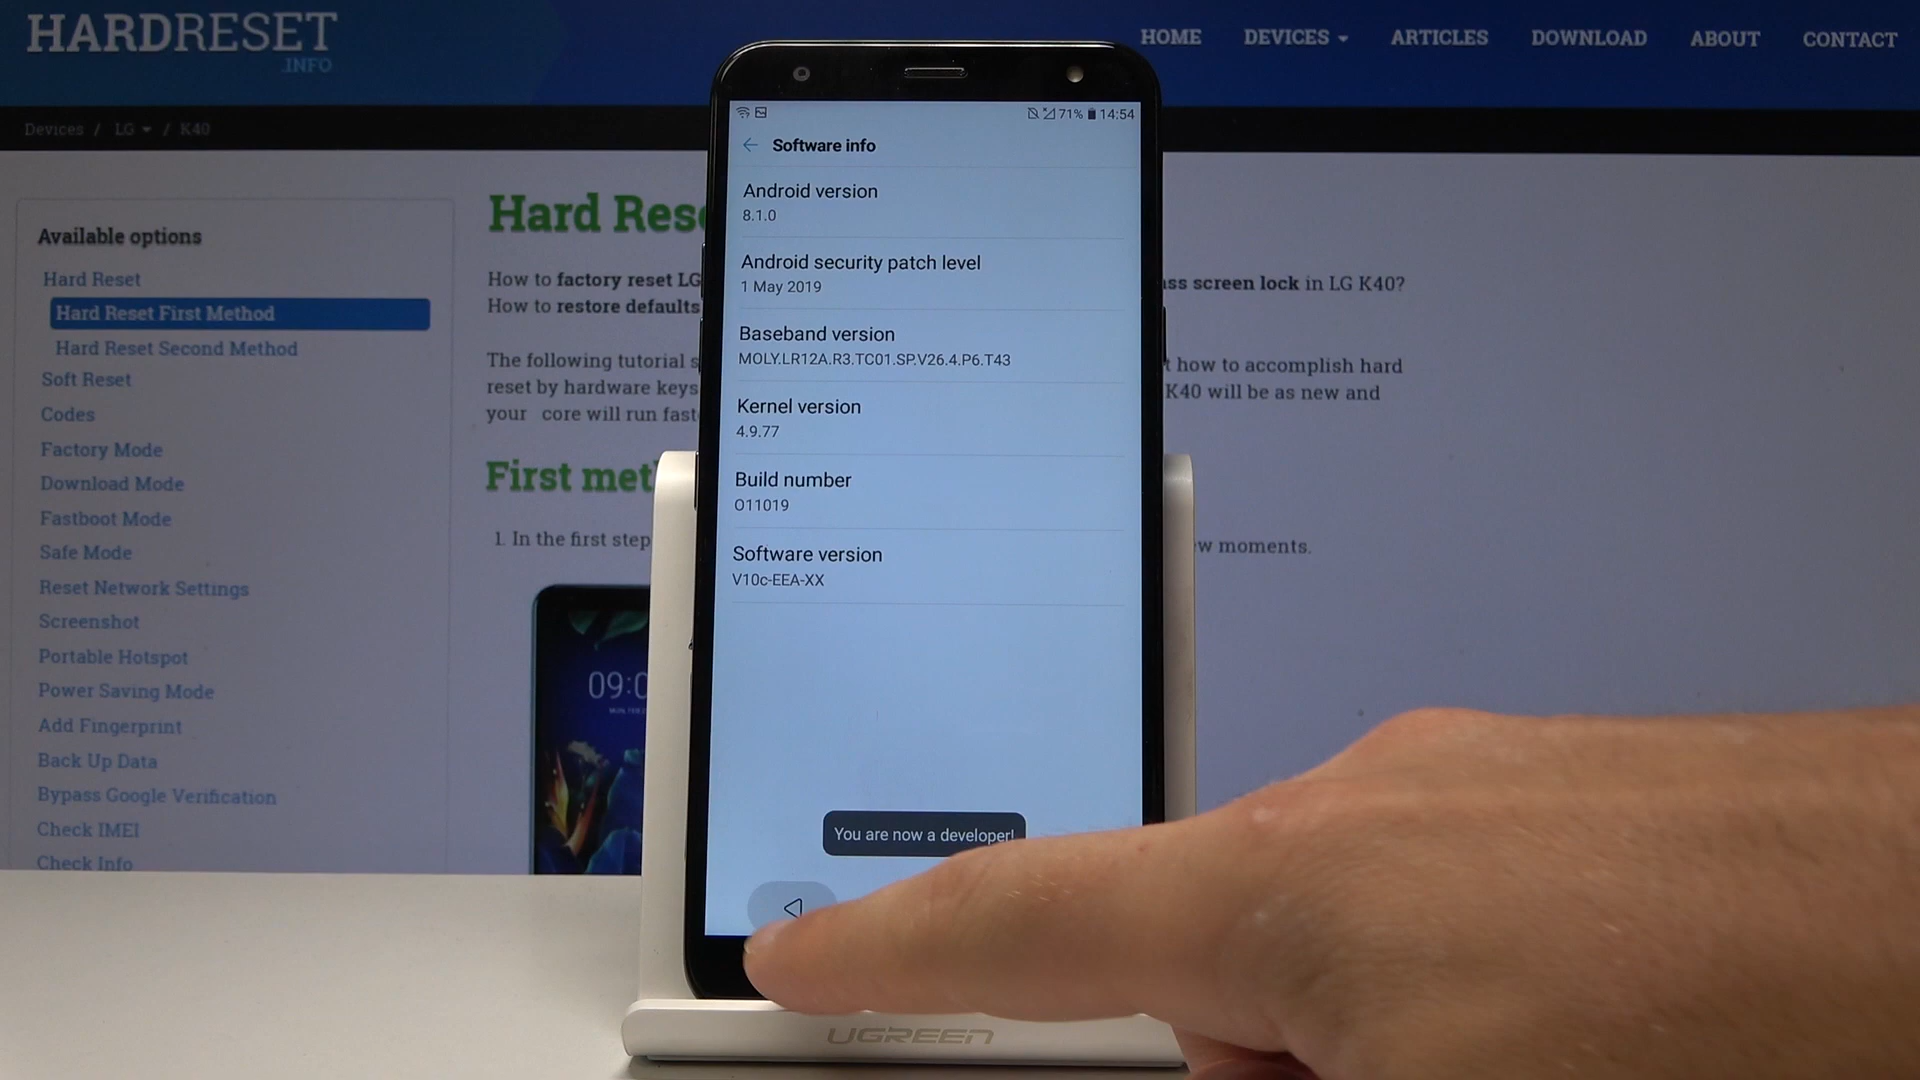 HARDRESET
.INFO
HOME DEVICES ARTICLES DOWNLOAD ABOUT CONTACT
Devices / LG / K40
Available options
Hard Reset
Hard Reset First Method
Hard Reset Second Method
Soft Reset
Codes
Factory Mode
Download Mode
Fastboot Mode
Safe Mode
Reset Network Settings
Screenshot
Portable Hotspot
Power Saving Mode
Add Fingerprint
Back Up Data
Bypass Google Verification
Check IMEI
Check Info
Hard Res
How to factory reset LG
ss screen lock in LG K40?
How to restore defaults
The following tutorial s
t how to accomplish hard
reset by hardware keys
K40 will be as new and
your core will run fast
First met
1. In the first step
w moments.
09:0
71% 14:54
Software info
Android version
8.1.0
Android security patch level
1 May 2019
Baseband version
MOLY.LR12A.R3.TC01.SP.V26.4.P6.T43
Kernel version
4.9.77
Build number
O11019
Software version
V10c-EEA-XX
You are now a developer!
UGREEN